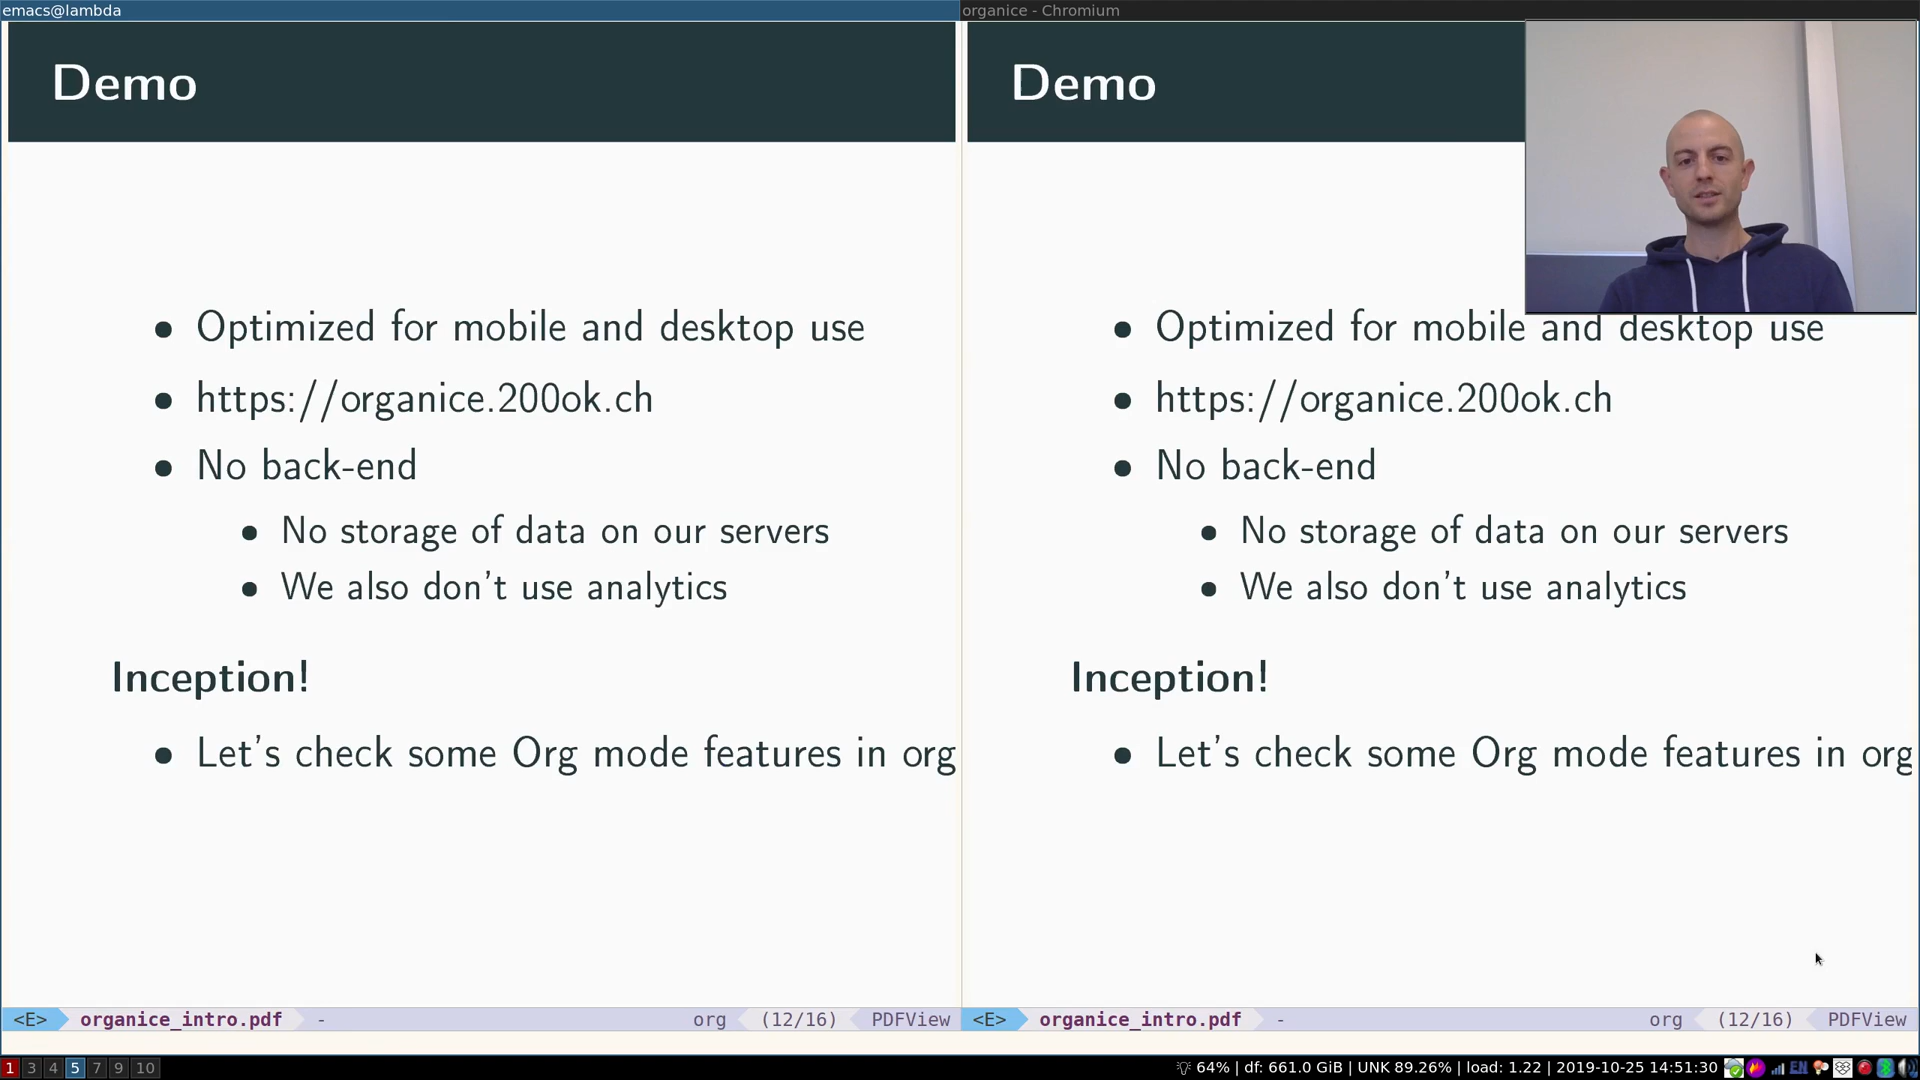 emacs@lambda
organice - Chromium
Demo
• Optimized for mobile and desktop use
• https://organice.200ok.ch
• No back-end
• No storage of data on our servers
• We also don't use analytics
Inception!
• Let's check some Org mode features in org
<E> organice_intro.pdf - org (12/16) PDFView
Demo
• Optimized for mobile and desktop use
• https://organice.200ok.ch
• No back-end
• No storage of data on our servers
• We also don't use analytics
Inception!
• Let's check some Org mode features in org
<E> organice_intro.pdf - org (12/16) PDFView
1 3 4 5 7 9 10
64% | df: 661.0 GiB | UNK 89.26% | load: 1.22 | 2019-10-25 14:51:30 EN